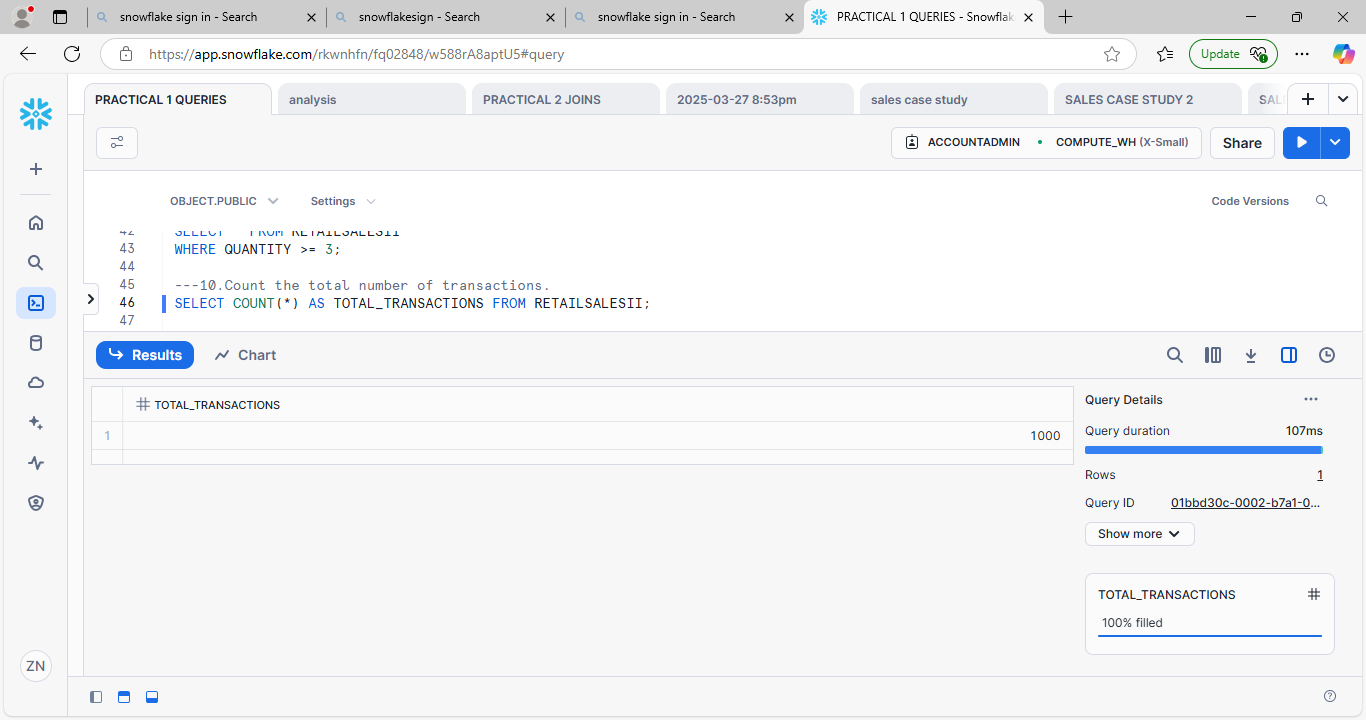 snowflake sign in - Search
snowflakesign - Search
snowflake sign in - Search
PRACTICAL 1 QUERIES - Snowflak
https://app.snowflake.com/rkwnhfn/fq02848/w588rA8aptU5#query
Update
PRACTICAL 1 QUERIES
analysis
PRACTICAL 2 JOINS
2025-03-27 8:53pm
sales case study
SALES CASE STUDY 2
SAL
ACCOUNTADMIN
COMPUTE_WH (X-Small)
Share
OBJECT.PUBLIC
Settings
Code Versions
42 SELECT * FROM RETAILSALESII
43 WHERE QUANTITY >= 3;
44
45 ---10.Count the total number of transactions.
46 SELECT COUNT(*) AS TOTAL_TRANSACTIONS FROM RETAILSALESII;
47
Results
Chart
TOTAL_TRANSACTIONS
1 1000
Query Details
...
Query duration 107ms
Rows 1
Query ID 01bbd30c-0002-b7a1-0...
Show more
TOTAL_TRANSACTIONS #
100% filled
ZN